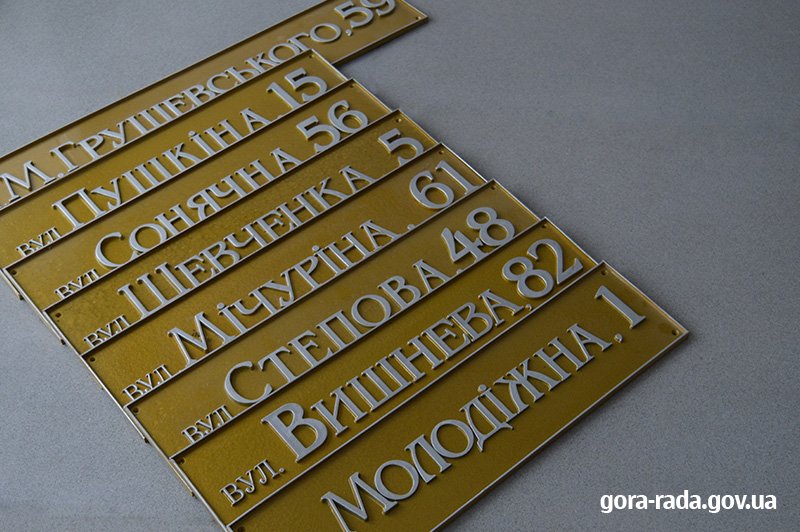 М.ГРУШЕВСЬКОГО,59
ВУЛ ПУШКІНА 15
ВУЛ СОНЯЧНА 56
ВУЛ ШЕВЧЕНКА 5
ВУЛ МІЧУРІНА, 61
ВУЛ СТЕПОВА,48
ВУЛ. ВИШНЕВА,82
МОЛОДІЖНА,1
gora-rada.gov.ua